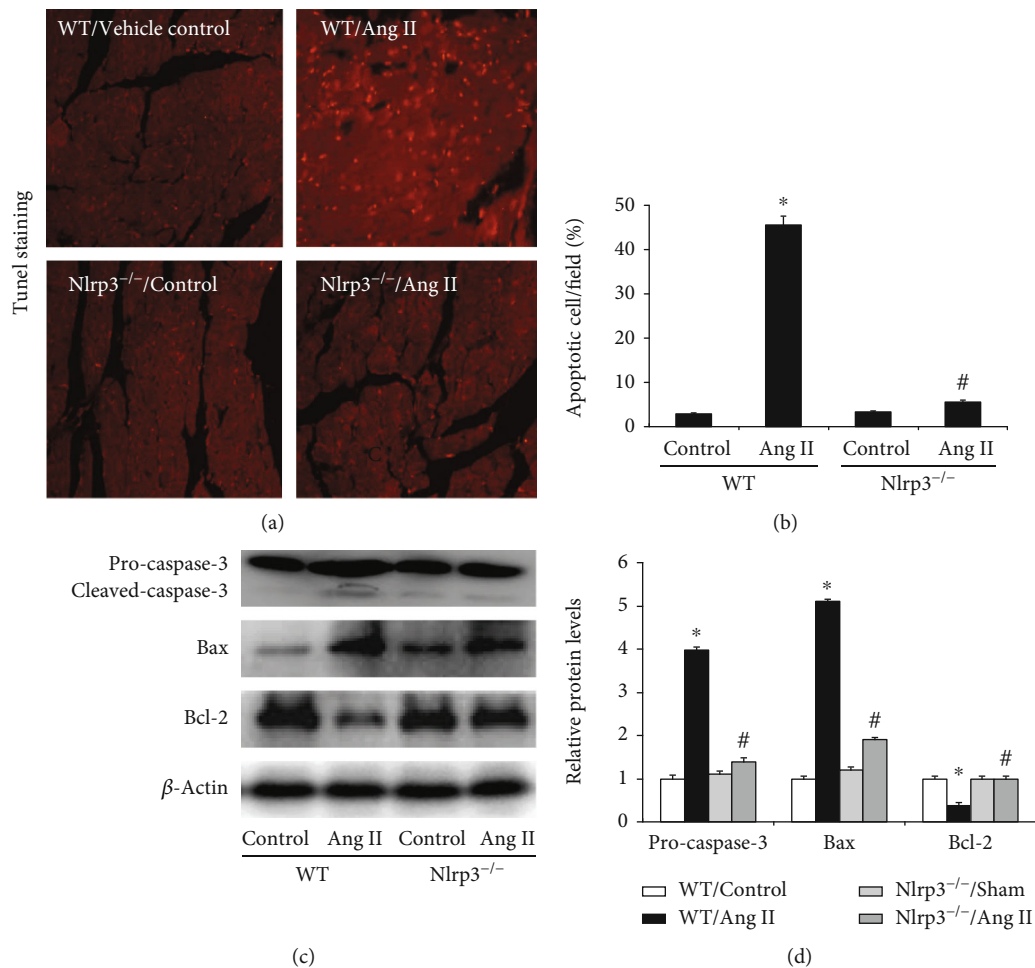 WT/Vehicle control
WT/Ang II
Nlrp3⁻/⁻/Control
Nlrp3⁻/⁻/Ang II
C
Tunel staining
(a)
Apoptotic cell/field (%)
50
40
30
20
10
0
*
#
Control
Ang II
Control
Ang II
WT
Nlrp3⁻/⁻
(b)
Pro-caspase-3
Cleaved-caspase-3
Bax
Bcl-2
β-Actin
Control Ang II Control Ang II
WT
Nlrp3⁻/⁻
(c)
Relative protein levels
6
5
4
3
2
1
0
*
#
*
#
*
#
Pro-caspase-3
Bax
Bcl-2
WT/Control
WT/Ang II
Nlrp3⁻/⁻/Sham
Nlrp3⁻/⁻/Ang II
(d)